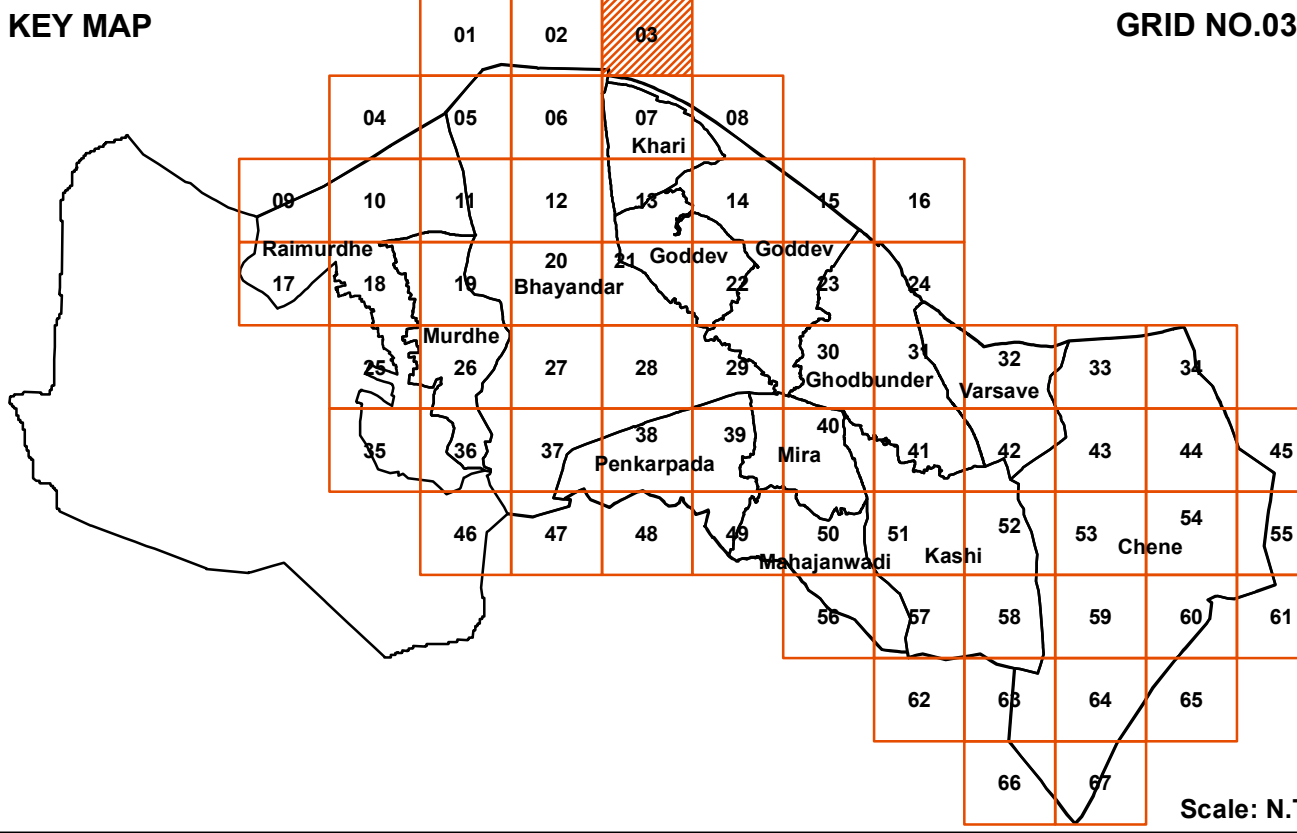 KEY MAP
GRID NO.03
01 02 03
04 05 06 07 08
Khari
09 10 11 12 13 14 15 16
Raimurdhe Goddev Goddev
17 18 19 20 21 22 23 24
Bhayandar
Murdhe
25 26 27 28 29 30 31 32 33 34
Ghodbunder Varsave
35 36 37 38 39 40 41 42 43 44 45
Penkarpada Mira
46 47 48 49 50 51 52 53 54 55
Mahajanwadi Kashi Chene
56 57 58 59 60 61
62 63 64 65
66 67
Scale: N.